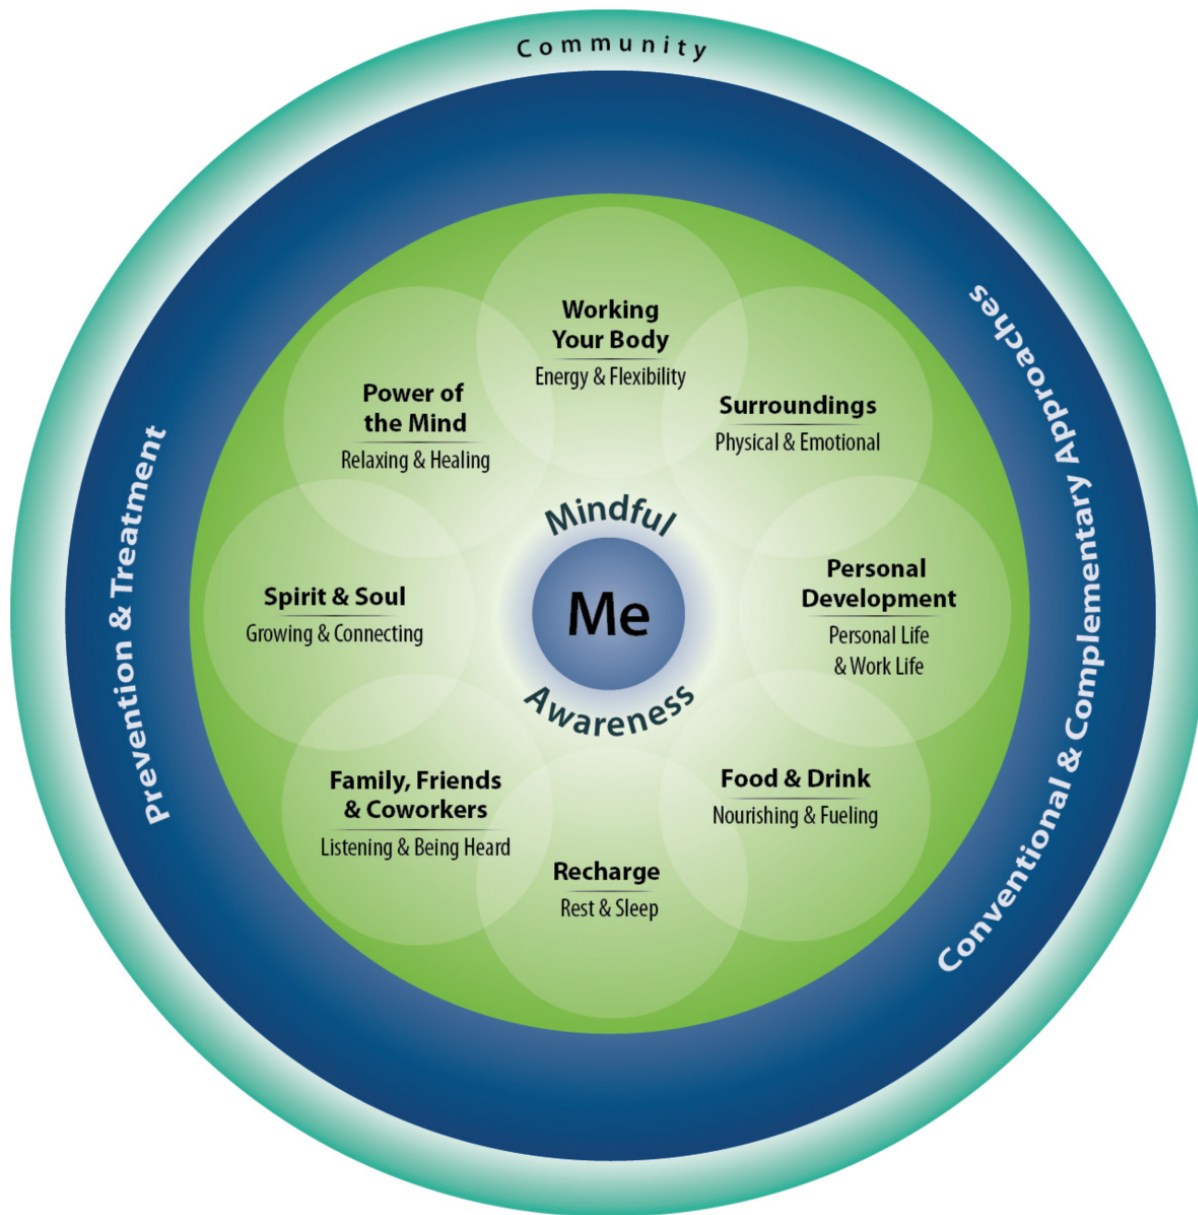 Community
Prevention & Treatment
Conventional & Complementary Approaches
Working
Your Body
Energy & Flexibility
Surroundings
Physical & Emotional
Personal
Development
Personal Life
& Work Life
Food & Drink
Nourishing & Fueling
Recharge
Rest & Sleep
Family, Friends
& Coworkers
Listening & Being Heard
Spirit & Soul
Growing & Connecting
Power of
the Mind
Relaxing & Healing
Mindful
Me
Awareness